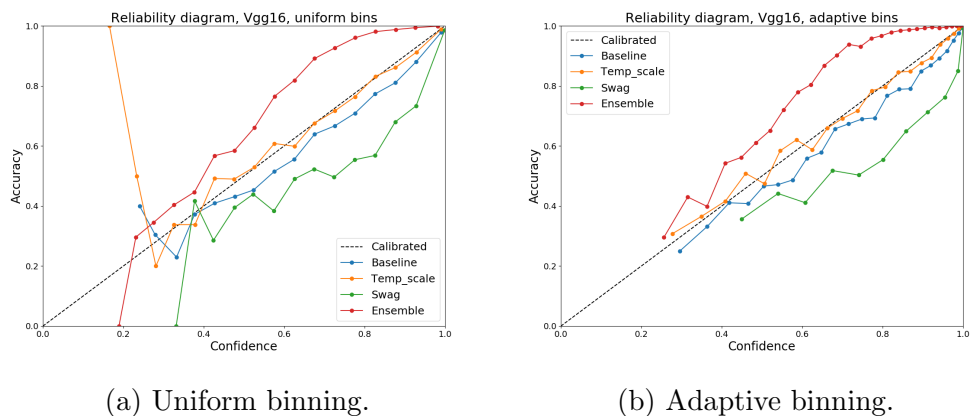 Reliability diagram, Vgg16, uniform bins
1.0
0.8
0.6
0.4
0.2
0.0
Accuracy
Calibrated
Baseline
Temp_scale
Swag
Ensemble
0.0 0.2 0.4 0.6 0.8 1.0
Confidence
(a) Uniform binning.
Reliability diagram, Vgg16, adaptive bins
1.0
0.8
0.6
0.4
0.2
0.0
Accuracy
Calibrated
Baseline
Temp_scale
Swag
Ensemble
0.0 0.2 0.4 0.6 0.8 1.0
Confidence
(b) Adaptive binning.